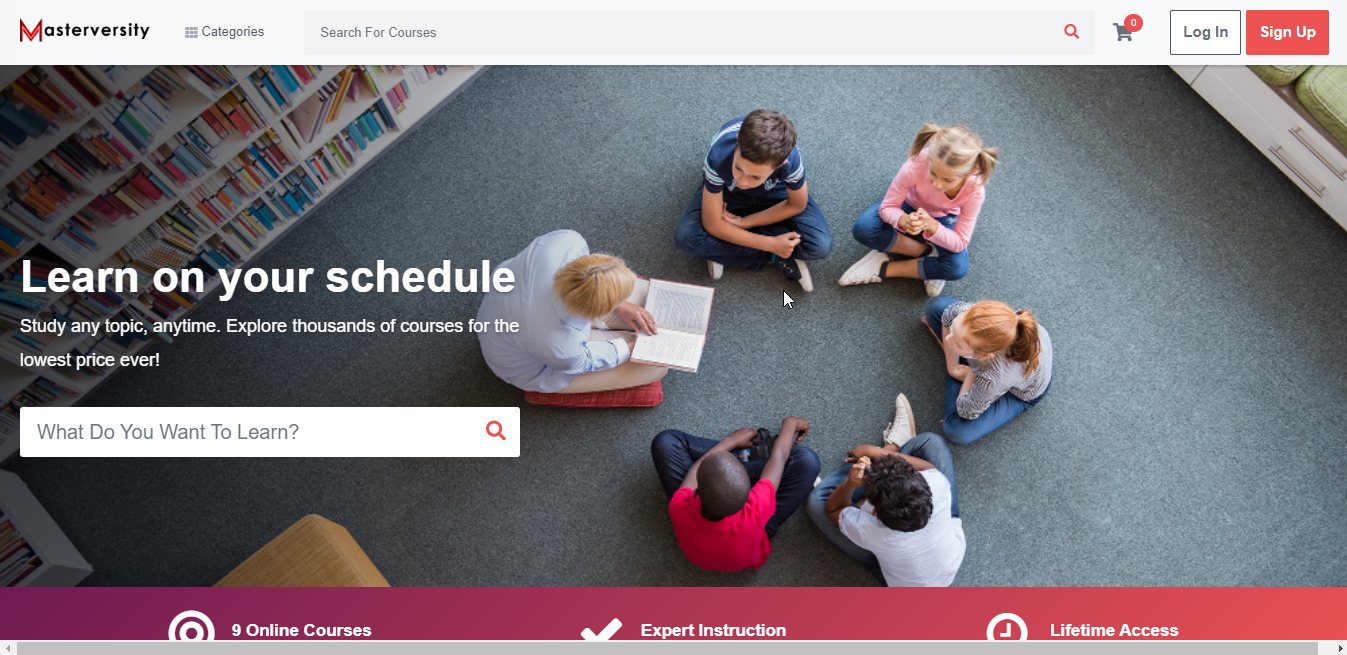 Masterversity
Categories
Search For Courses
0
Log In
Sign Up
Learn on your schedule
Study any topic, anytime. Explore thousands of courses for the
lowest price ever!
What Do You Want To Learn?
9 Online Courses
Expert Instruction
Lifetime Access